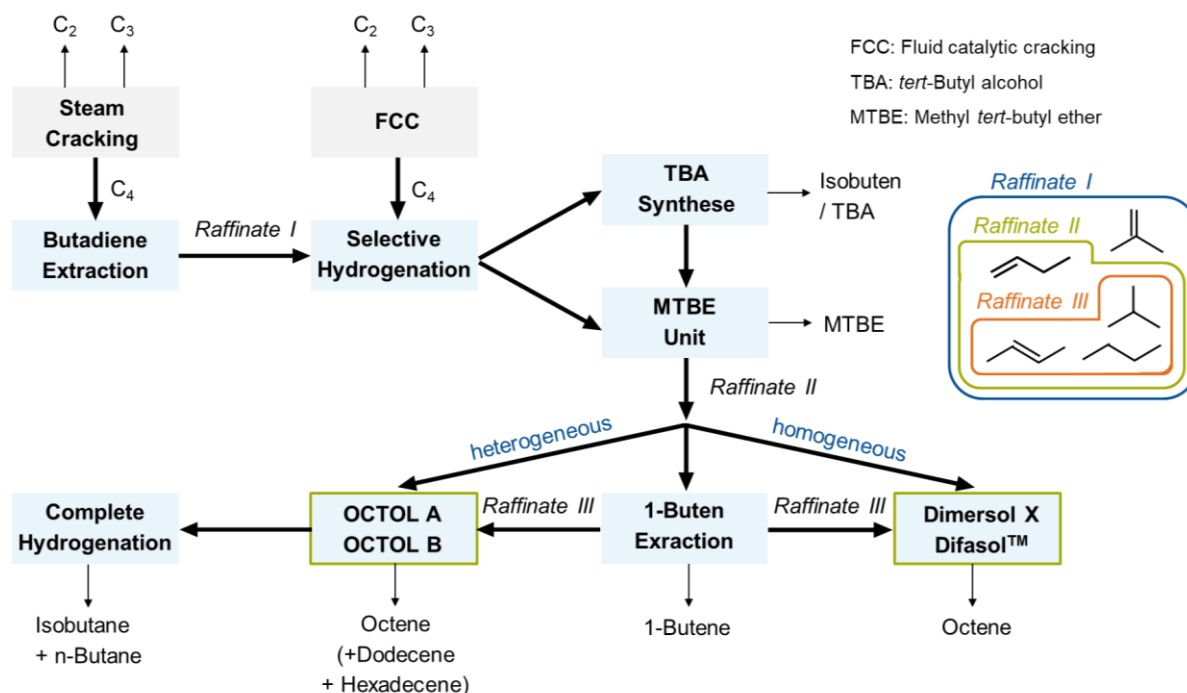 C2
C3
C2
C3
FCC: Fluid catalytic cracking
TBA: tert-Butyl alcohol
MTBE: Methyl tert-butyl ether
Steam
Cracking
FCC
C4
C4
Butadiene
Extraction
Raffinate I
Selective
Hydrogenation
TBA
Synthese
Isobuten
/ TBA
MTBE
Unit
MTBE
Raffinate I
Raffinate II
Raffinate III
Raffinate II
heterogeneous
homogeneous
Complete
Hydrogenation
OCTOL A
OCTOL B
Raffinate III
1-Buten
Exraction
Raffinate III
Dimersol X
Difasol™
Isobutane
+ n-Butane
Octene
(+Dodecene
+ Hexadecene)
1-Butene
Octene